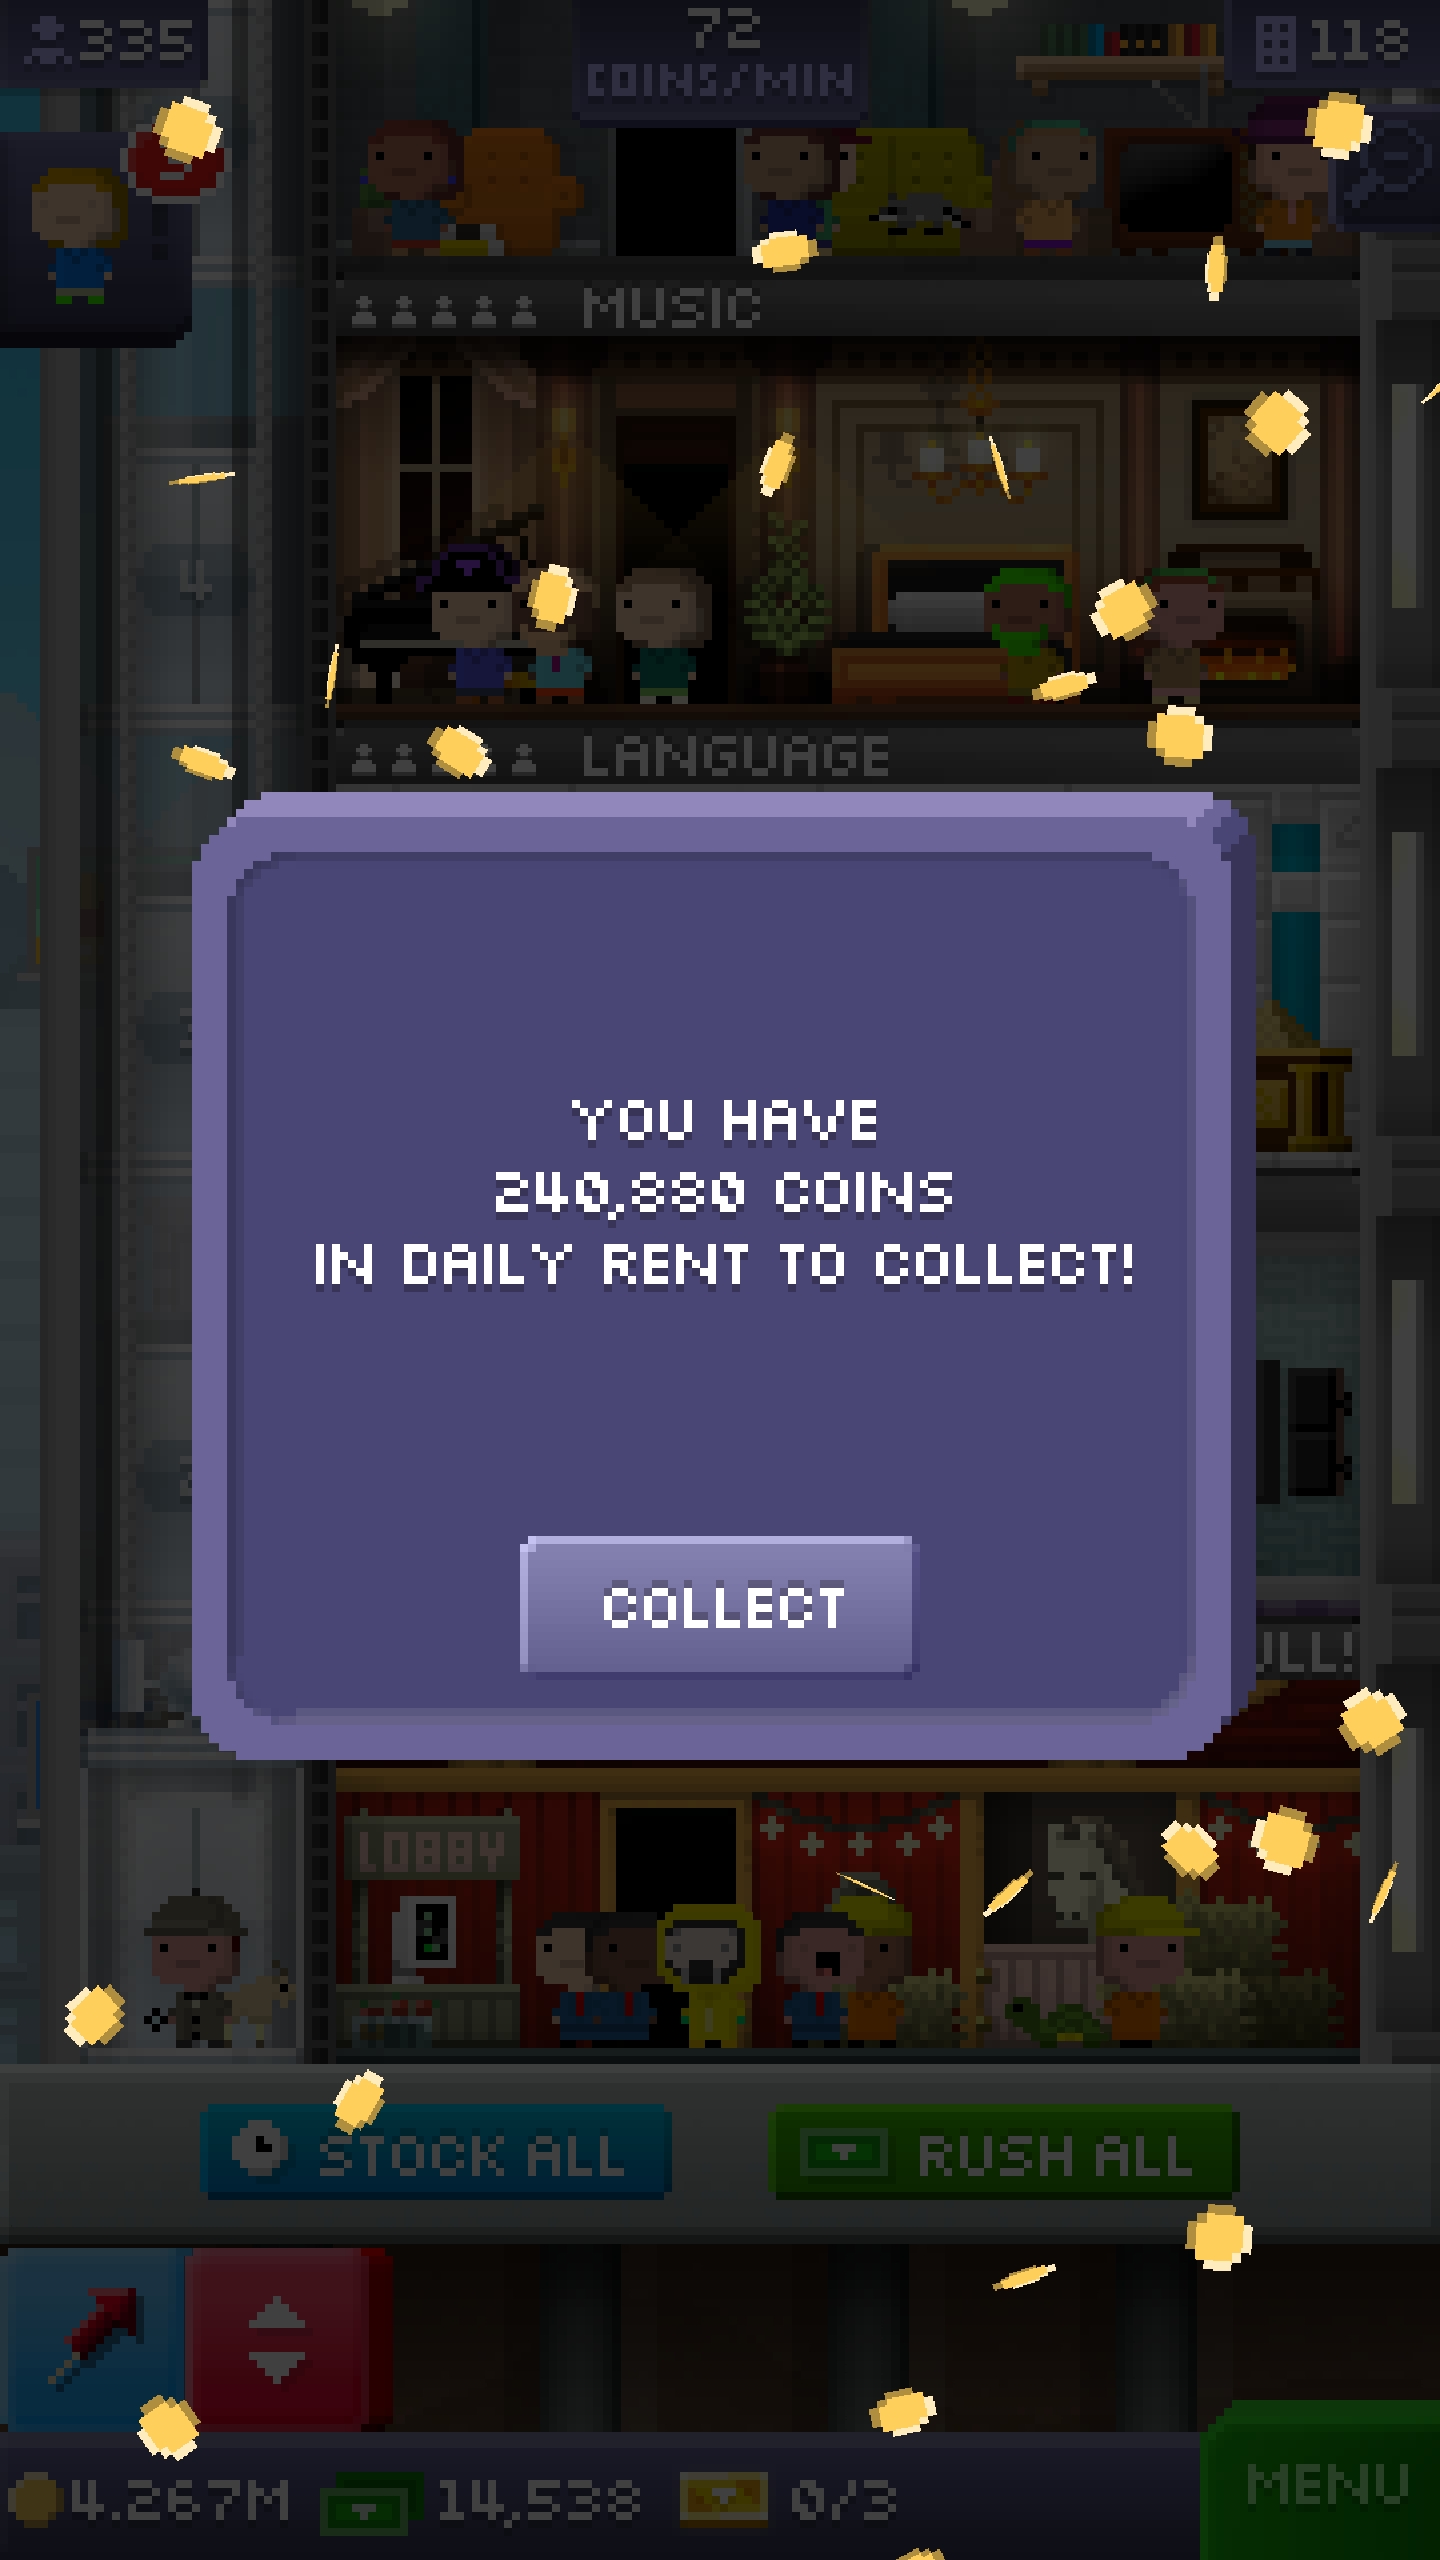 335
72
COINS/MIN
118
MUSIC
4
LANGUAGE
YOU HAVE
240,880 COINS
IN DAILY RENT TO COLLECT!
COLLECT
ULL!
LOBBY
STOCK ALL
RUSH ALL
4.267M
14,538
0/3
MENU